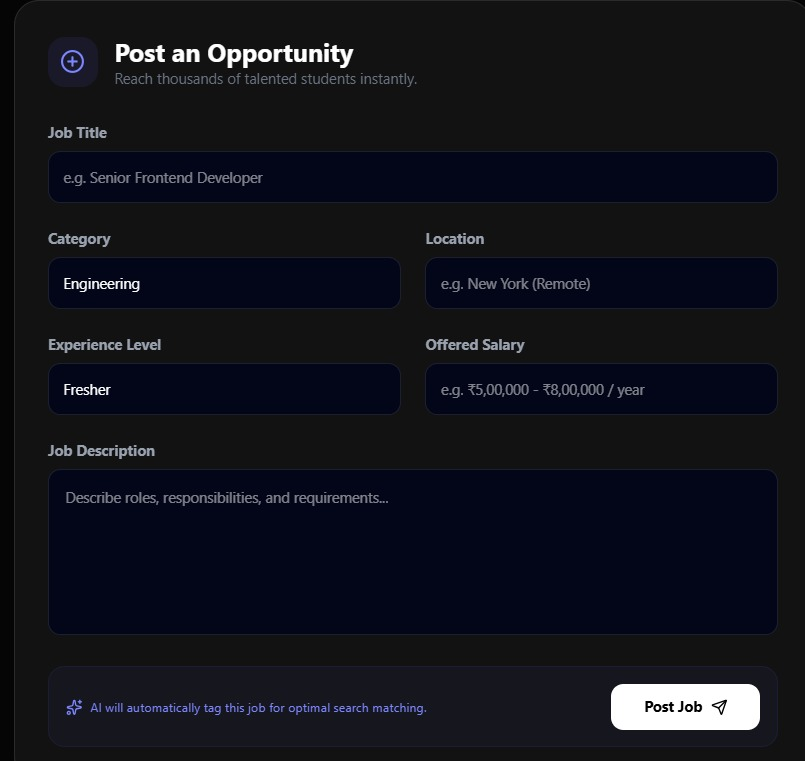 Post an Opportunity
Reach thousands of talented students instantly.
Job Title
e.g. Senior Frontend Developer
Category
Location
Engineering
e.g. New York (Remote)
Experience Level
Offered Salary
Fresher
e.g. ₹5,00,000 - ₹8,00,000 / year
Job Description
Describe roles, responsibilities, and requirements...
AI will automatically tag this job for optimal search matching.
Post Job